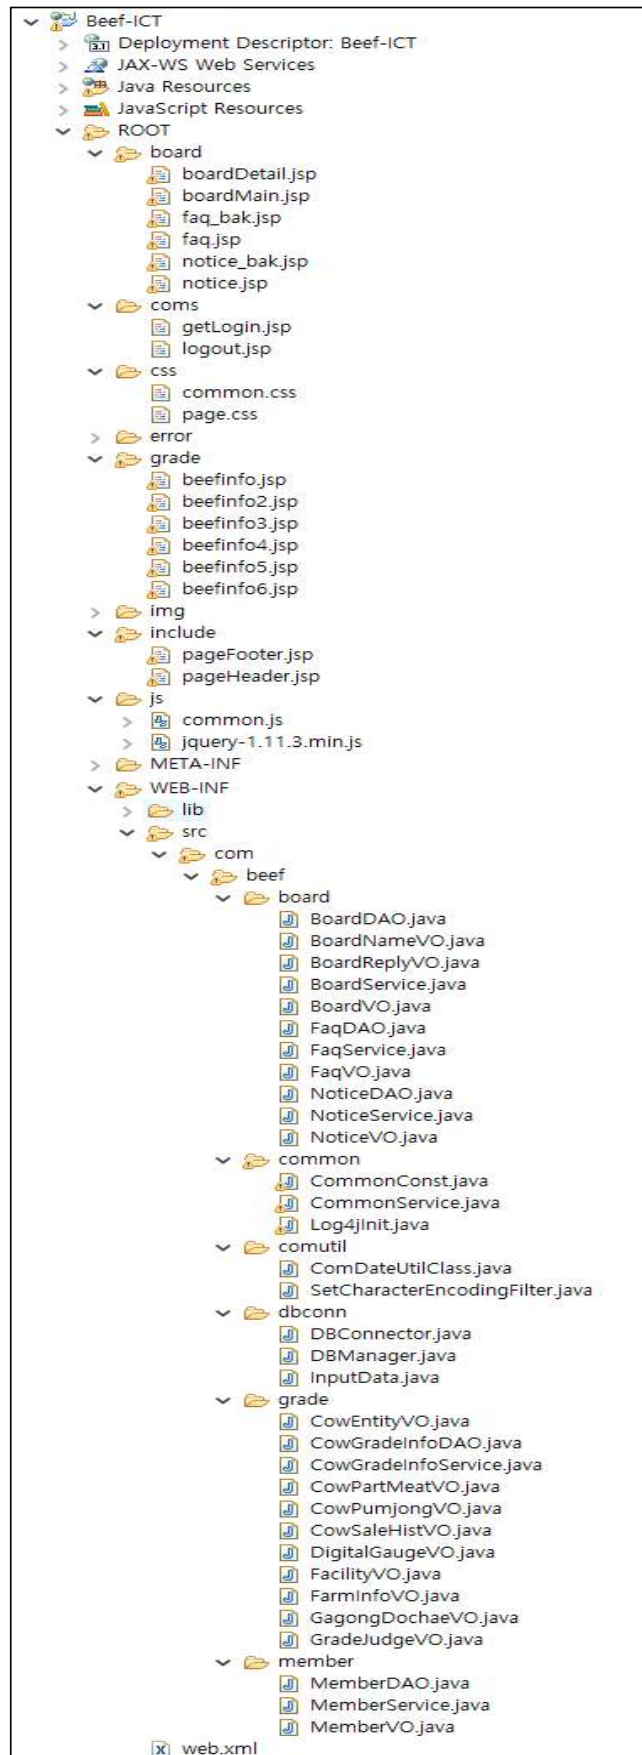 Beef-ICT
Deployment Descriptor: Beef-ICT
JAX-WS Web Services
Java Resources
JavaScript Resources
ROOT
board
boardDetail.jsp
boardMain.jsp
faq_bak.jsp
faq.jsp
notice_bak.jsp
notice.jsp
coms
getLogin.jsp
logout.jsp
css
common.css
page.css
error
grade
beefinfo.jsp
beefinfo2.jsp
beefinfo3.jsp
beefinfo4.jsp
beefinfo5.jsp
beefinfo6.jsp
img
include
pageFooter.jsp
pageHeader.jsp
js
common.js
jquery-1.11.3.min.js
META-INF
WEB-INF
lib
src
com
beef
board
BoardDAO.java
BoardNameVO.java
BoardReplyVO.java
BoardService.java
BoardVO.java
FaqDAO.java
FaqService.java
FaqVO.java
NoticeDAO.java
NoticeService.java
NoticeVO.java
common
CommonConst.java
CommonService.java
Log4jInit.java
comutil
ComDateUtilClass.java
SetCharacterEncodingFilter.java
dbconn
DBConnector.java
DBManager.java
InputData.java
grade
CowEntityVO.java
CowGradeInfoDAO.java
CowGradeInfoService.java
CowPartMeatVO.java
CowPumjongVO.java
CowSaleHistVO.java
DigitalGaugeVO.java
FacilityVO.java
FarmInfoVO.java
GagongDochaeVO.java
GradeJudgeVO.java
member
MemberDAO.java
MemberService.java
MemberVO.java
web.xml